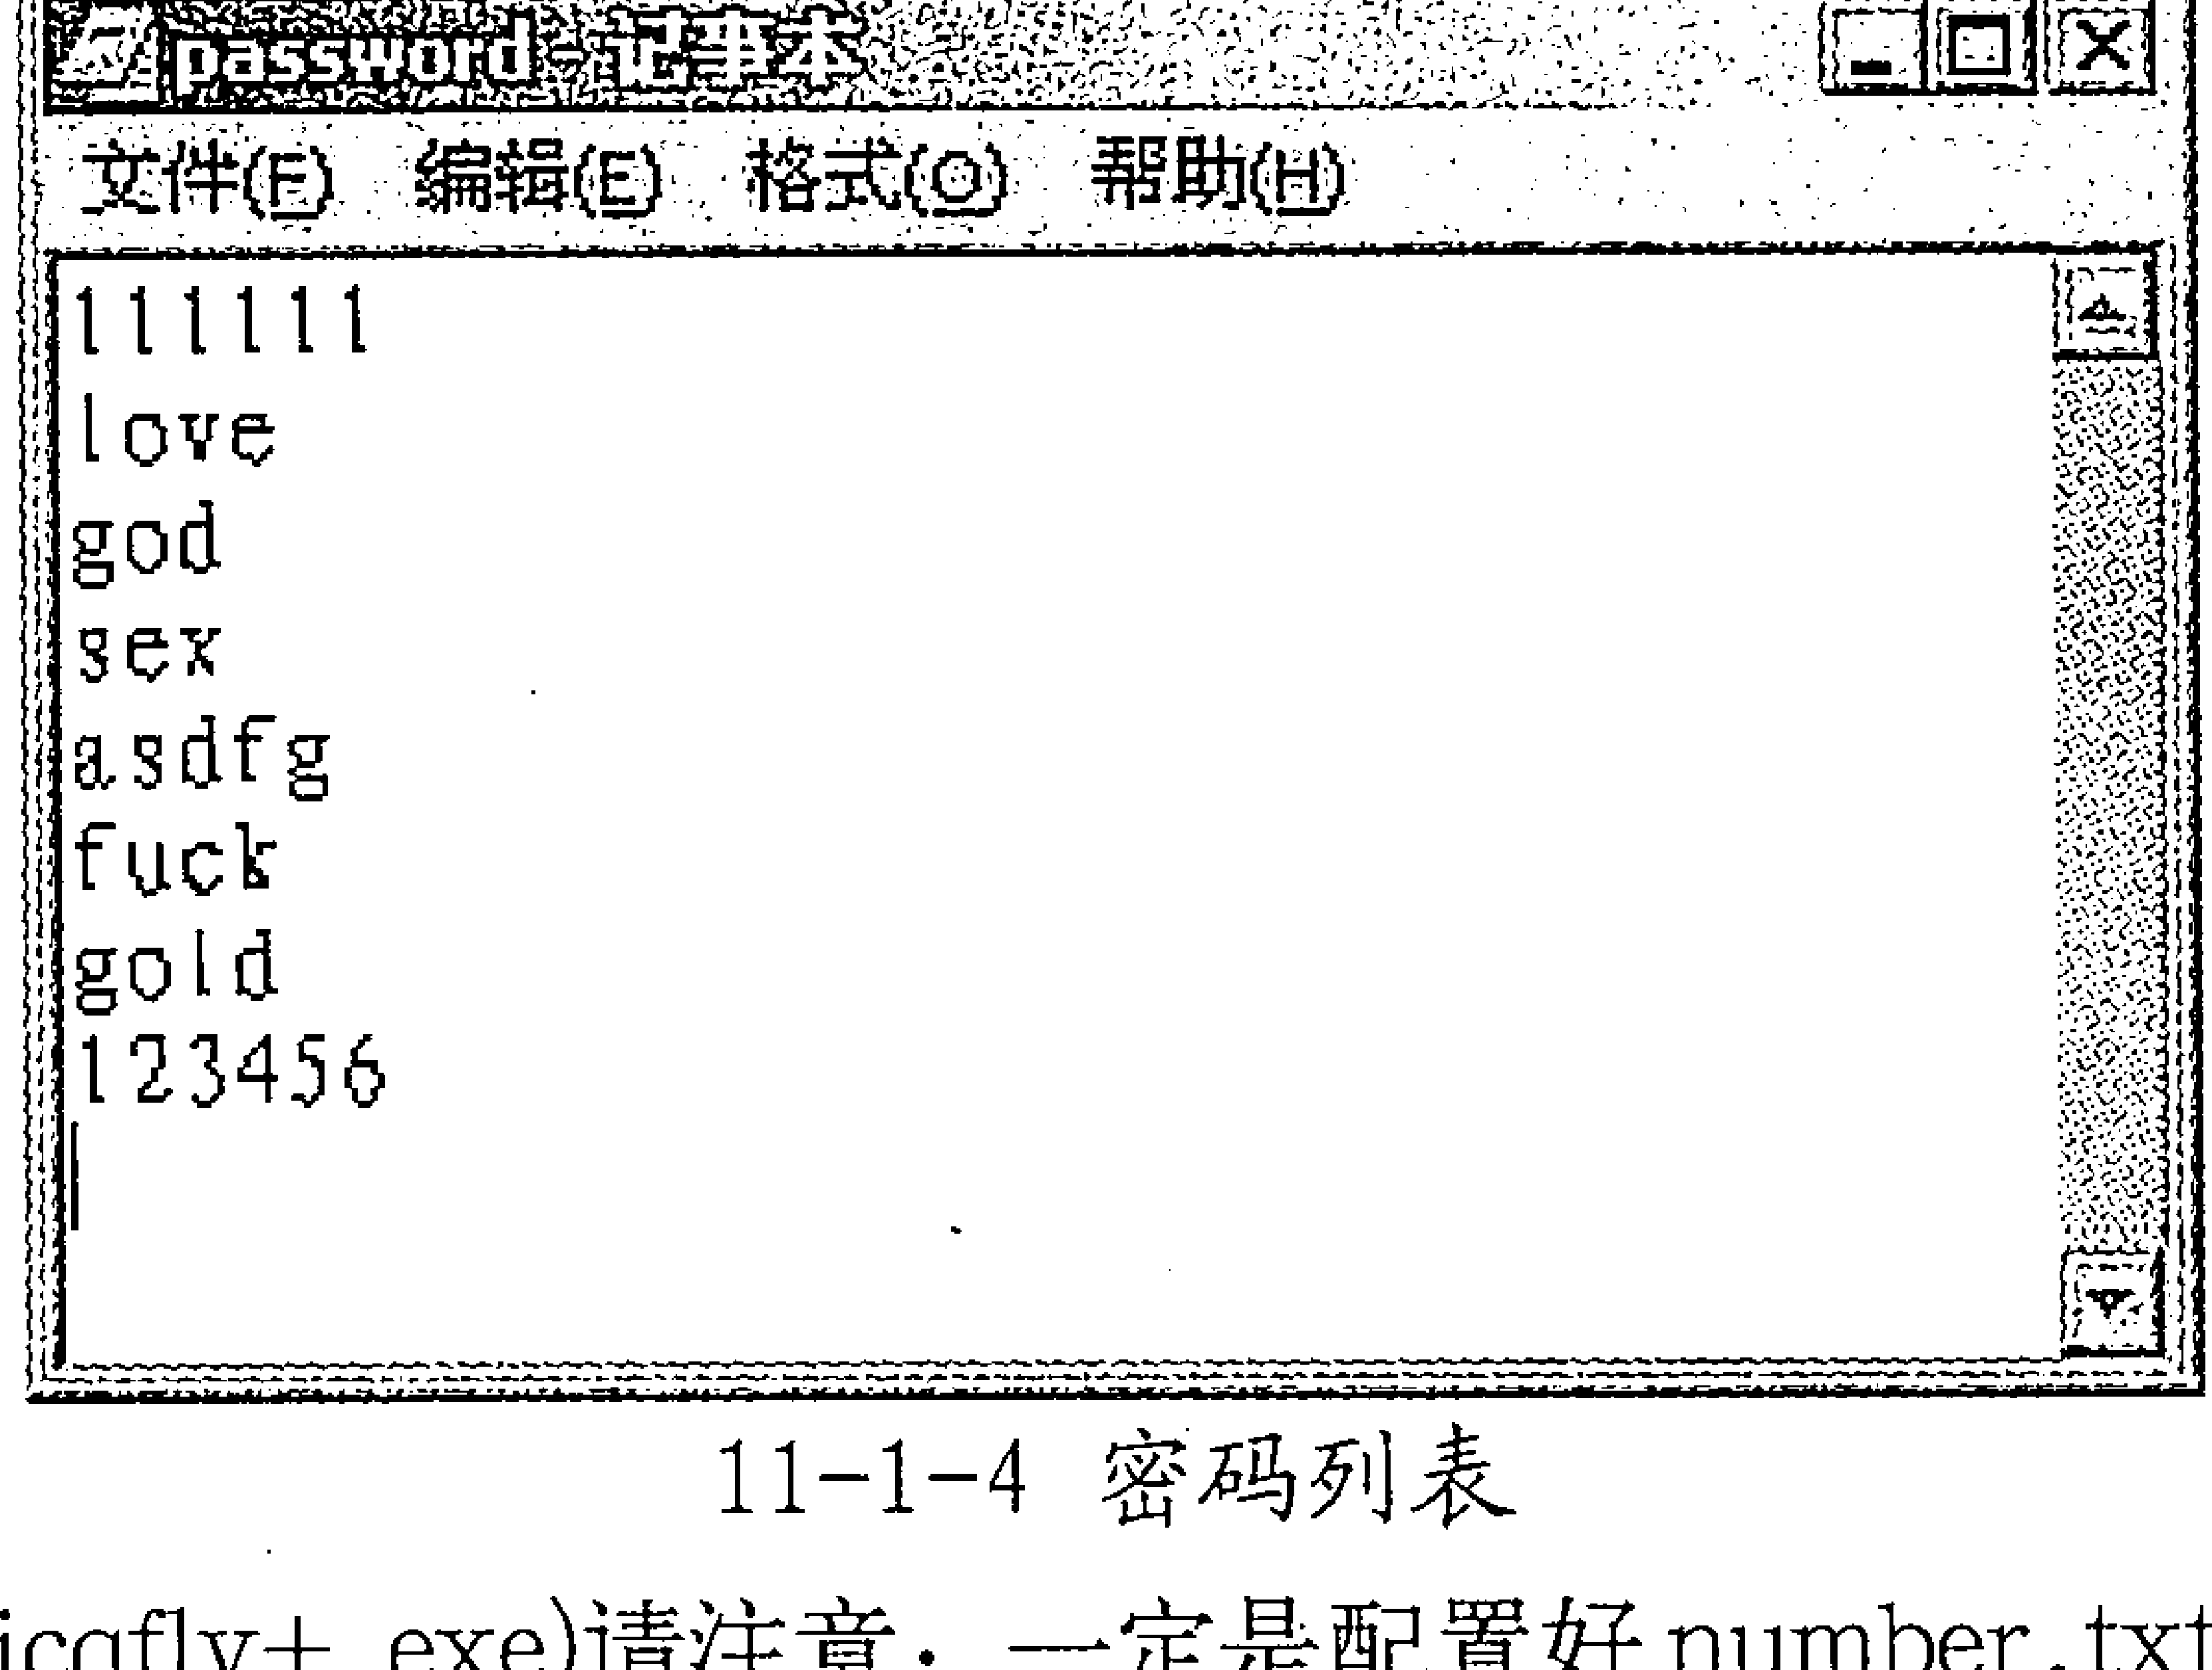 password - 记事本
文件(F) 编辑(E) 格式(O) 帮助(H)
111111
love
god
sex
asdfg
fuck
gold
123456
11-1-4 密码列表
icqfly+ exe)请注意. 一定是配置好number.txt